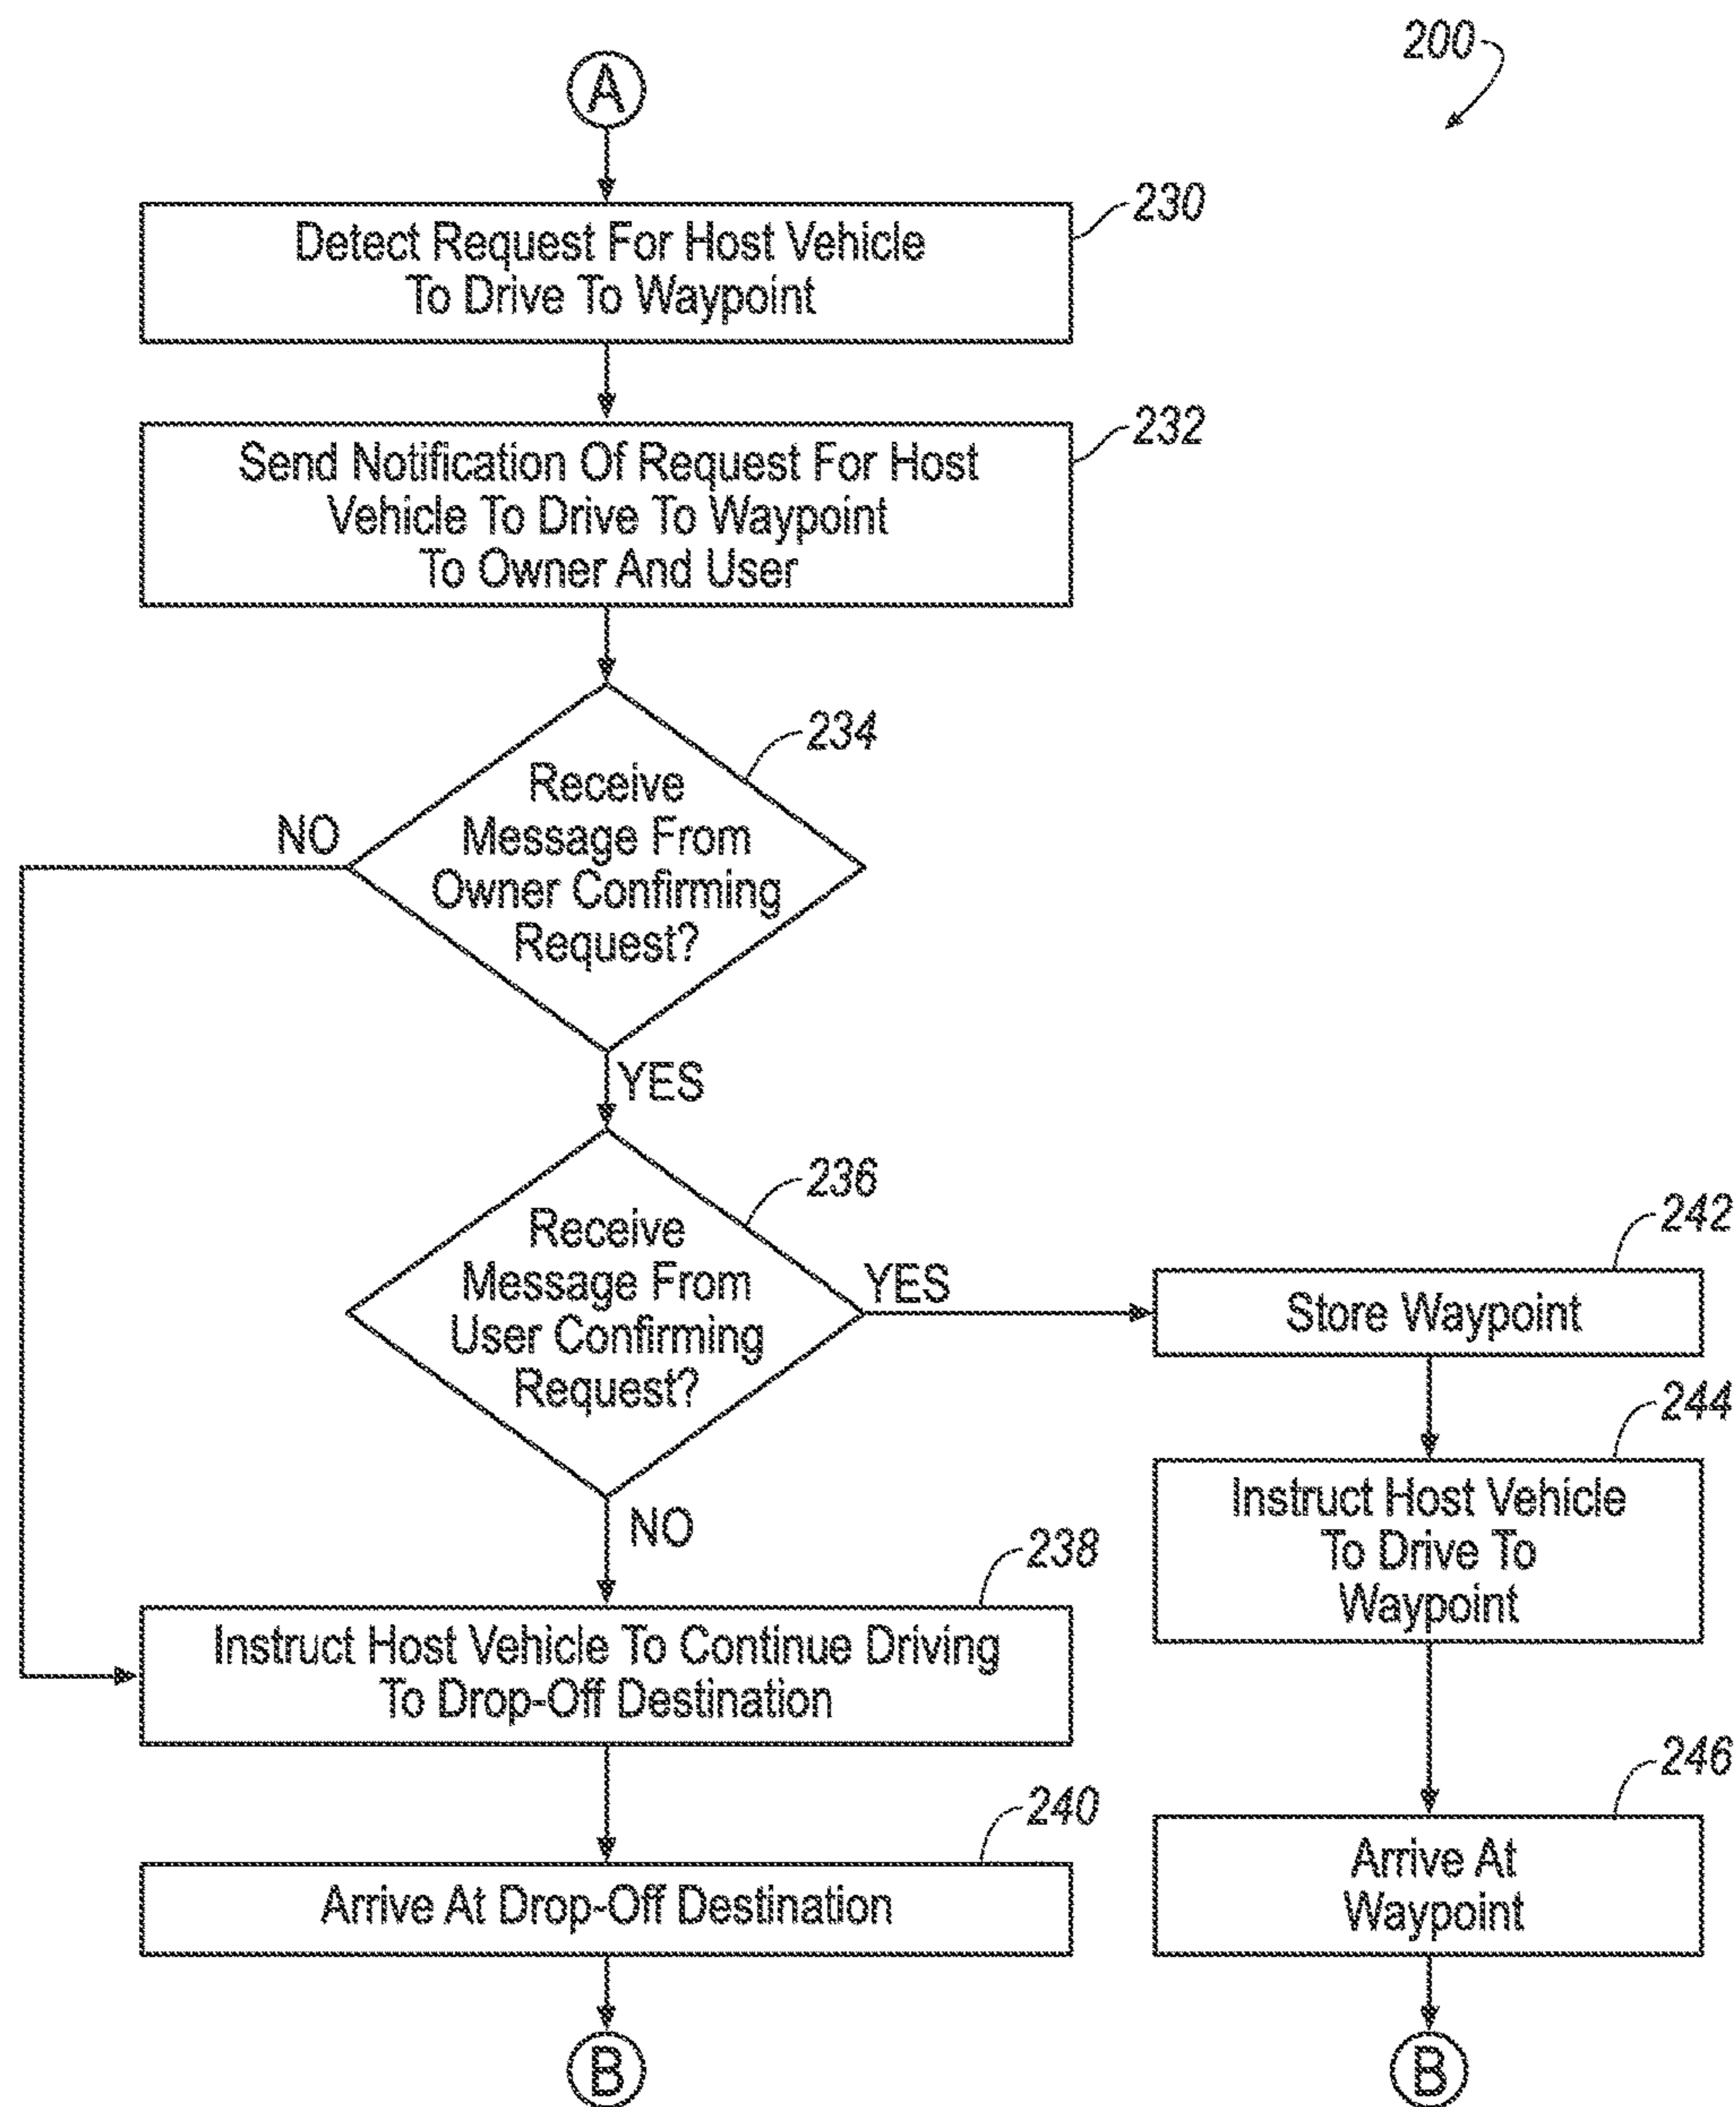 200
A
230
Detect Request For Host Vehicle
To Drive To Waypoint
232
Send Notification Of Request For Host
Vehicle To Drive To Waypoint
To Owner And User
234
Receive
Message From
Owner Confirming
Request?
NO
YES
236
Receive
Message From
User Confirming
Request?
YES
NO
242
Store Waypoint
244
Instruct Host Vehicle
To Drive To
Waypoint
238
Instruct Host Vehicle To Continue Driving
To Drop-Off Destination
246
Arrive At
Waypoint
240
Arrive At Drop-Off Destination
B
B